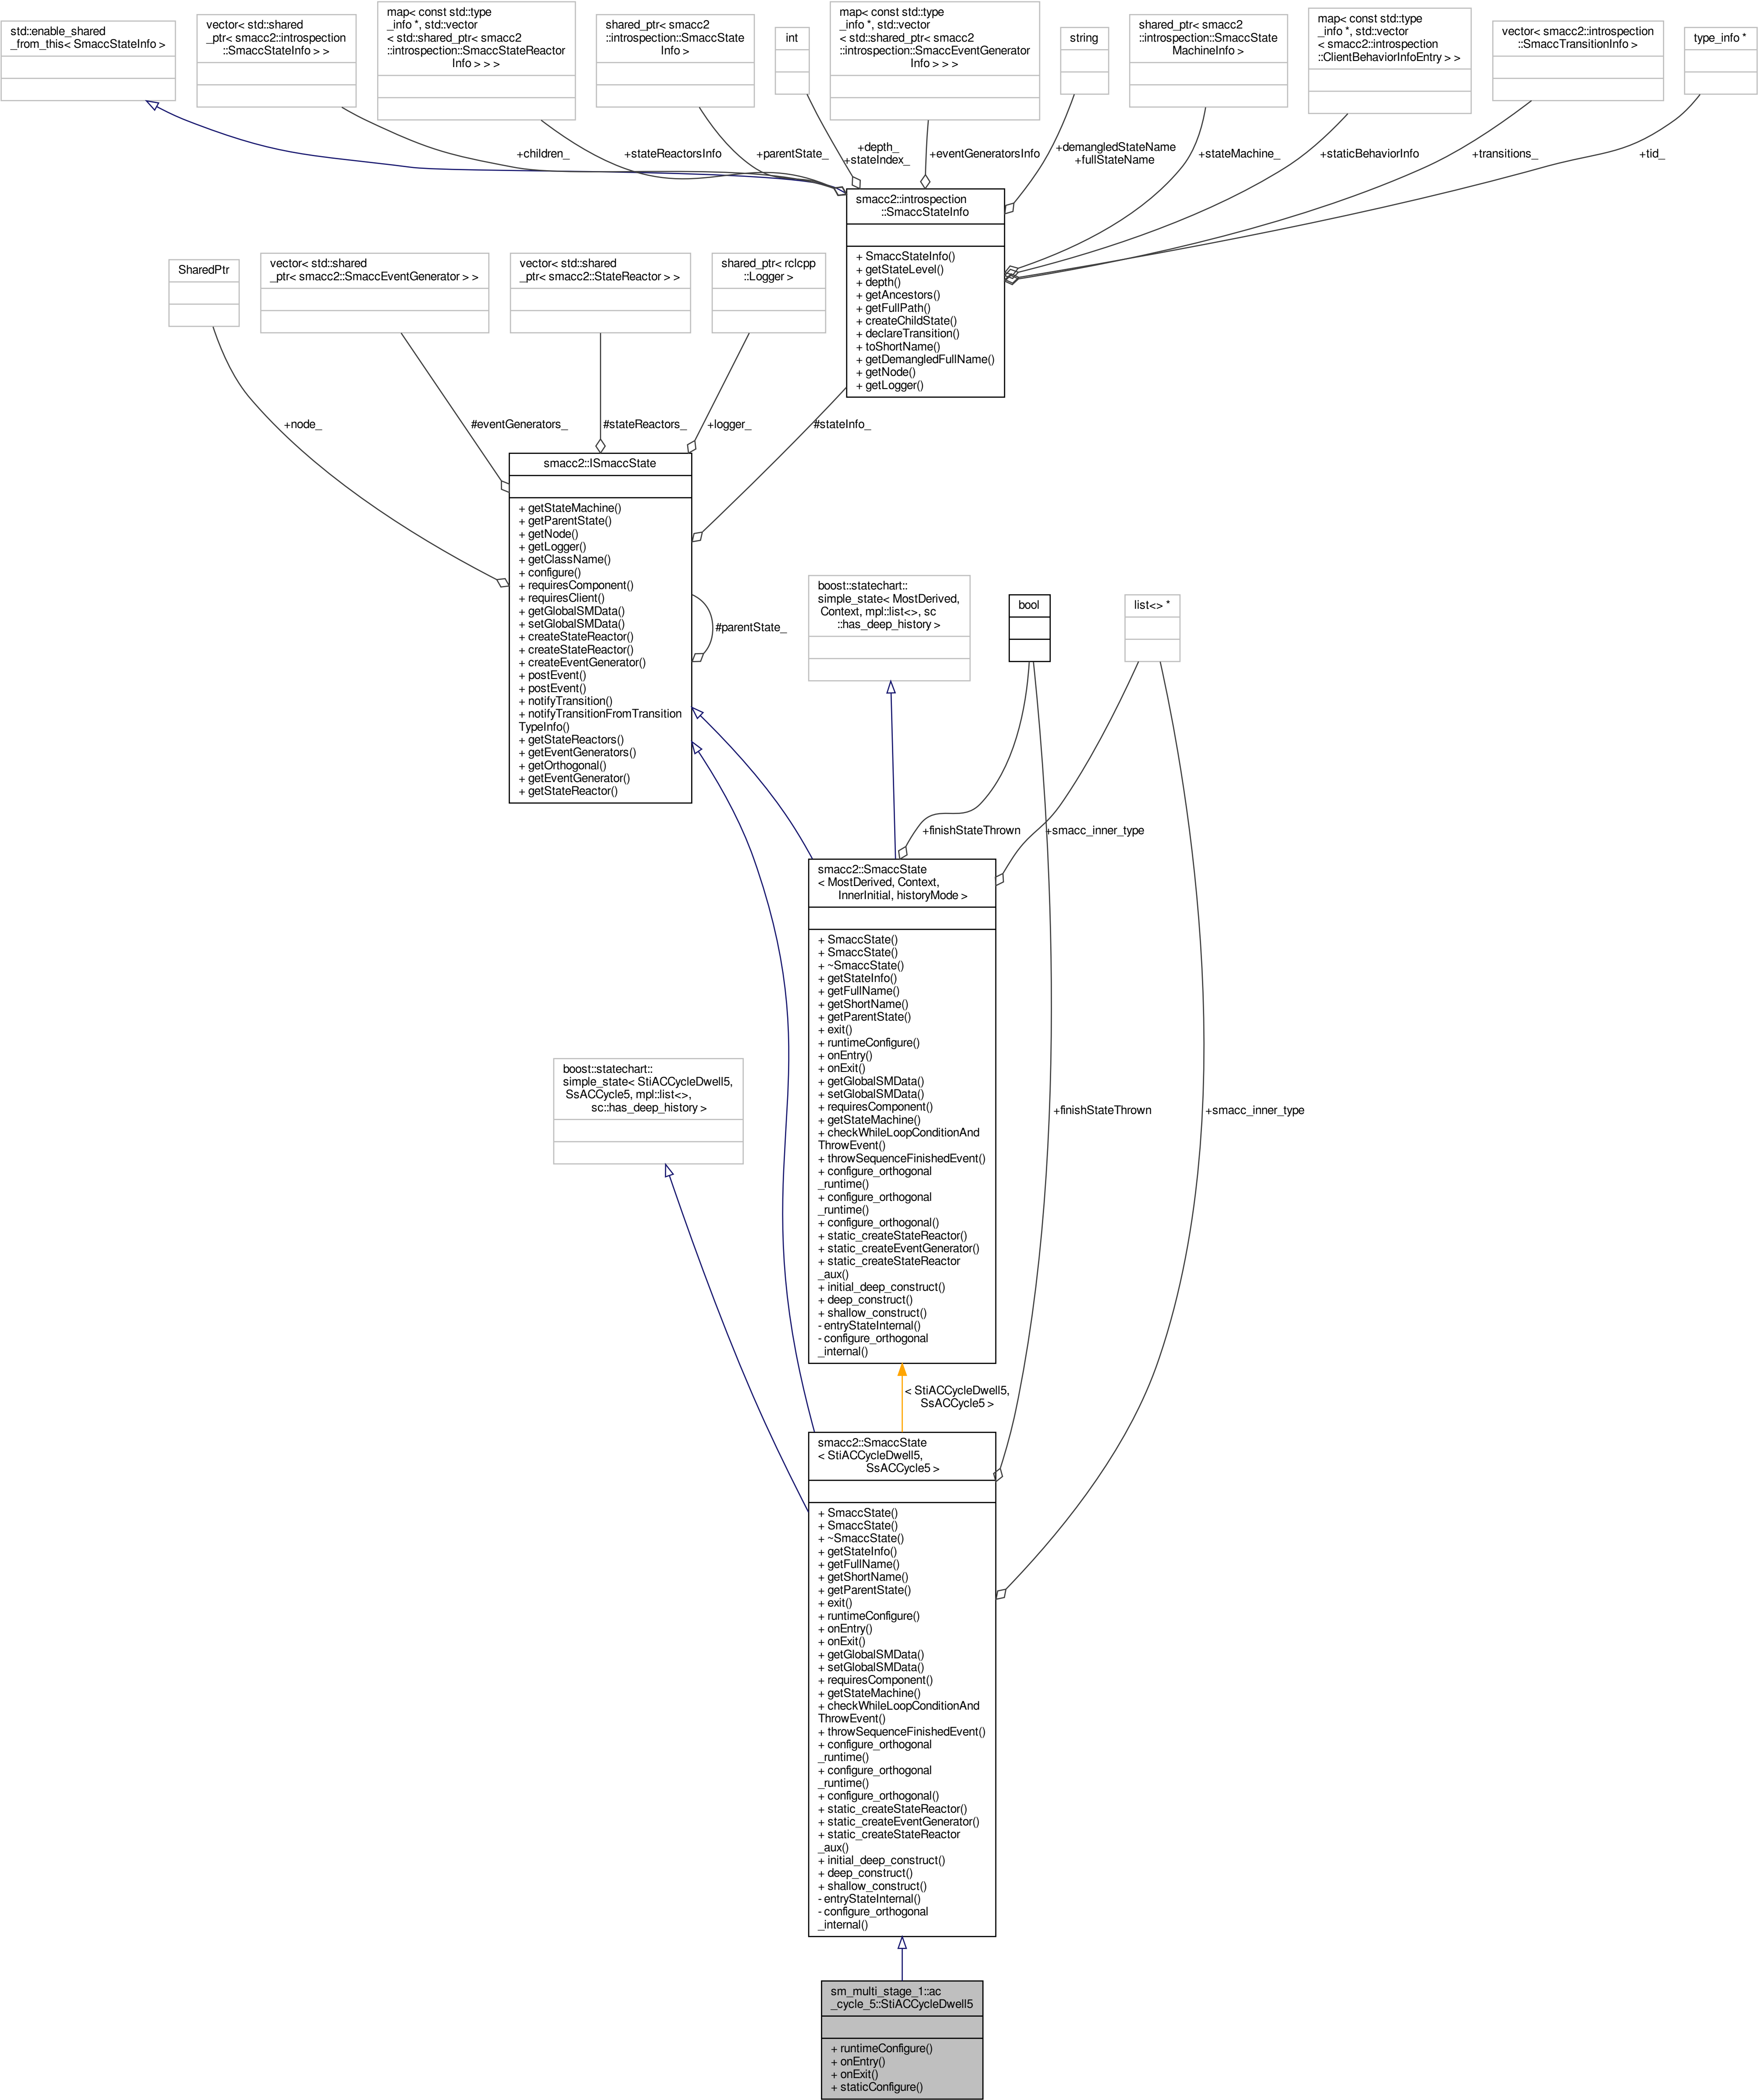 std::enable_shared
_from_this< SmaccStateInfo >
vector< std::shared
_ptr< smacc2::introspection
::SmaccStateInfo > >
map< const std::type
_info *, std::vector
< std::shared_ptr< smacc2
::introspection::SmaccStateReactor
Info > > >
shared_ptr< smacc2
::introspection::SmaccState
Info >
int
map< const std::type
_info *, std::vector
< std::shared_ptr< smacc2
::introspection::SmaccEventGenerator
Info > > >
string
shared_ptr< smacc2
::introspection::SmaccState
MachineInfo >
map< const std::type
_info *, std::vector
< smacc2::introspection
::ClientBehaviorInfoEntry > >
vector< smacc2::introspection
::SmaccTransitionInfo >
type_info *
+children_
+stateReactorsInfo
+parentState_
+depth_
+stateIndex_
+eventGeneratorsInfo
+demangledStateName
+fullStateName
+stateMachine_
+staticBehaviorInfo
+transitions_
+tid_
smacc2::introspection
::SmaccStateInfo
+ SmaccStateInfo()
+ getStateLevel()
+ depth()
+ getAncestors()
+ getFullPath()
+ createChildState()
+ declareTransition()
+ toShortName()
+ getDemangledFullName()
+ getNode()
+ getLogger()
SharedPtr
vector< std::shared
_ptr< smacc2::SmaccEventGenerator > >
vector< std::shared
_ptr< smacc2::StateReactor > >
shared_ptr< rclcpp
::Logger >
+node_
#eventGenerators_
#stateReactors_
+logger_
#stateInfo_
smacc2::ISmaccState
+ getStateMachine()
+ getParentState()
+ getNode()
+ getLogger()
+ getClassName()
+ configure()
+ requiresComponent()
+ requiresClient()
+ getGlobalSMData()
+ setGlobalSMData()
+ createStateReactor()
+ createStateReactor()
+ createEventGenerator()
+ postEvent()
+ postEvent()
+ notifyTransition()
+ notifyTransitionFromTransition
TypeInfo()
+ getStateReactors()
+ getEventGenerators()
+ getOrthogonal()
+ getEventGenerator()
+ getStateReactor()
#parentState_
boost::statechart::
simple_state< MostDerived,
Context, mpl::list<>, sc
::has_deep_history >
bool
list<> *
+finishStateThrown
+smacc_inner_type
smacc2::SmaccState
< MostDerived, Context,
InnerInitial, historyMode >
+ SmaccState()
+ SmaccState()
+ ~SmaccState()
+ getStateInfo()
+ getFullName()
+ getShortName()
+ getParentState()
+ exit()
+ runtimeConfigure()
+ onEntry()
+ onExit()
+ getGlobalSMData()
+ setGlobalSMData()
+ requiresComponent()
+ getStateMachine()
+ checkWhileLoopConditionAnd
ThrowEvent()
+ throwSequenceFinishedEvent()
+ configure_orthogonal
_runtime()
+ configure_orthogonal
_runtime()
+ configure_orthogonal()
+ static_createStateReactor()
+ static_createEventGenerator()
+ static_createStateReactor
_aux()
+ initial_deep_construct()
+ deep_construct()
+ shallow_construct()
- entryStateInternal()
- configure_orthogonal
_internal()
boost::statechart::
simple_state< StiACCycleDwell5,
SsACCycle5, mpl::list<>,
sc::has_deep_history >
+finishStateThrown
+smacc_inner_type
< StiACCycleDwell5,
SsACCycle5 >
smacc2::SmaccState
< StiACCycleDwell5,
SsACCycle5 >
+ SmaccState()
+ SmaccState()
+ ~SmaccState()
+ getStateInfo()
+ getFullName()
+ getShortName()
+ getParentState()
+ exit()
+ runtimeConfigure()
+ onEntry()
+ onExit()
+ getGlobalSMData()
+ setGlobalSMData()
+ requiresComponent()
+ getStateMachine()
+ checkWhileLoopConditionAnd
ThrowEvent()
+ throwSequenceFinishedEvent()
+ configure_orthogonal
_runtime()
+ configure_orthogonal
_runtime()
+ configure_orthogonal()
+ static_createStateReactor()
+ static_createEventGenerator()
+ static_createStateReactor
_aux()
+ initial_deep_construct()
+ deep_construct()
+ shallow_construct()
- entryStateInternal()
- configure_orthogonal
_internal()
sm_multi_stage_1::ac
_cycle_5::StiACCycleDwell5
+ runtimeConfigure()
+ onEntry()
+ onExit()
+ staticConfigure()